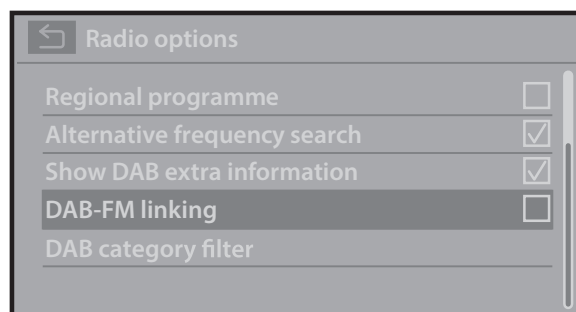 Radio options
Regional programme
Alternative frequency search
Show DAB extra information
DAB-FM linking
DAB category filter